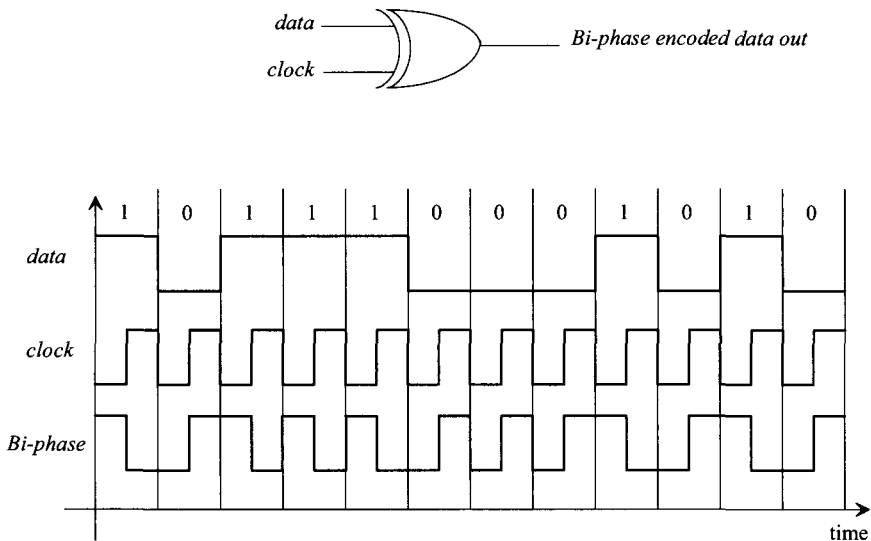 data
Bi-phase encoded data out
clock
1 0 1 1 1 0 0 0 1 0 1 0
data
clock
Bi-phase
time